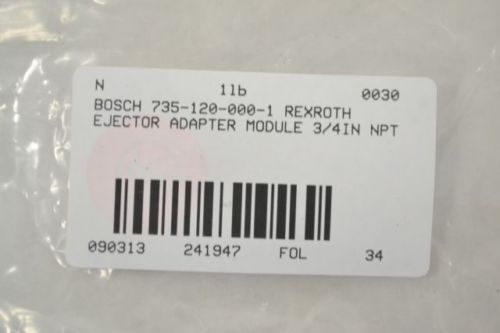 N 1lb 0030
BOSCH 735-120-000-1 REXROTH
EJECTOR ADAPTER MODULE 3/4IN NPT
090313 241947 FOL 34